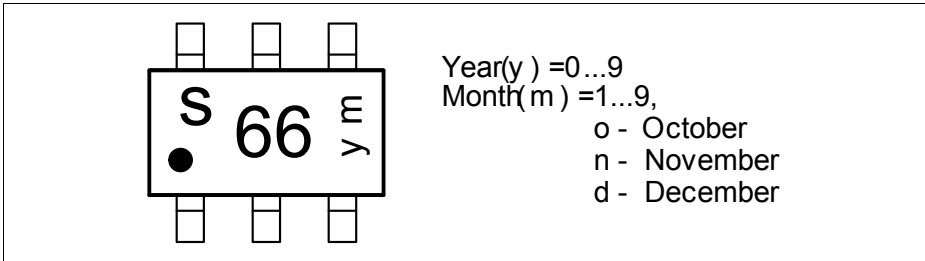 S
66
y m
Year(y ) =0...9
Month( m ) =1...9,
o - October
n - November
d - December